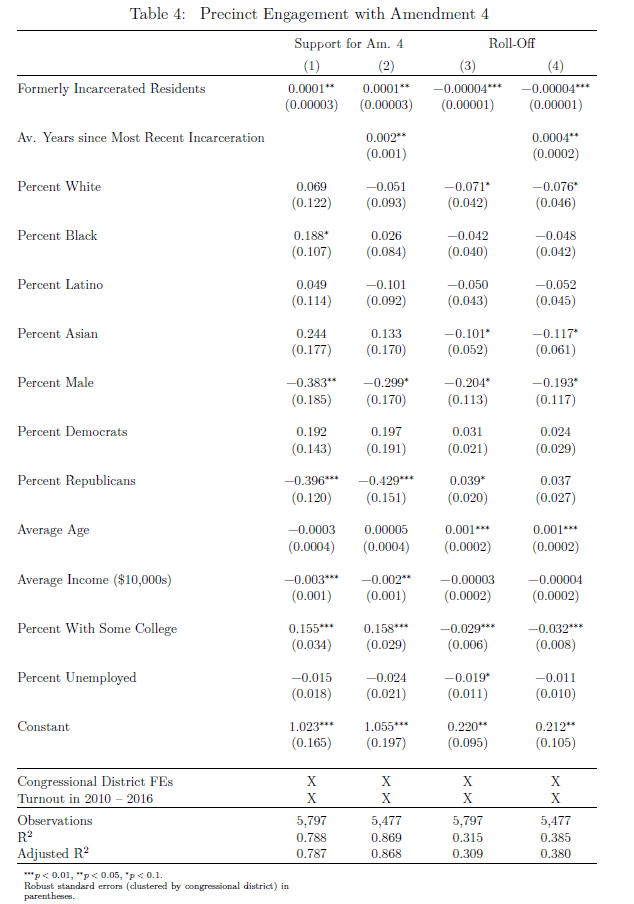 Table 4: Precinct Engagement with Amendment 4
Support for Am. 4 Roll-Off
(1) (2) (3) (4)
Formerly Incarcerated Residents 0.0001** 0.0001** −0.00004*** −0.00004***
(0.00003) (0.00003) (0.00001) (0.00001)
Av. Years since Most Recent Incarceration 0.002** 0.0004**
(0.001) (0.0002)
Percent White 0.069 −0.051 −0.071* −0.076*
(0.122) (0.093) (0.042) (0.046)
Percent Black 0.188* 0.026 −0.042 −0.048
(0.107) (0.084) (0.040) (0.042)
Percent Latino 0.049 −0.101 −0.050 −0.052
(0.114) (0.092) (0.043) (0.045)
Percent Asian 0.244 0.133 −0.101* −0.117*
(0.177) (0.170) (0.052) (0.061)
Percent Male −0.383** −0.299* −0.204* −0.193*
(0.185) (0.170) (0.113) (0.117)
Percent Democrats 0.192 0.197 0.031 0.024
(0.143) (0.191) (0.021) (0.029)
Percent Republicans −0.396*** −0.429*** 0.039* 0.037
(0.120) (0.151) (0.020) (0.027)
Average Age −0.0003 0.00005 0.001*** 0.001***
(0.0004) (0.0004) (0.0002) (0.0002)
Average Income ($10,000s) −0.003*** −0.002** −0.00003 −0.00004
(0.001) (0.001) (0.0002) (0.0002)
Percent With Some College 0.155*** 0.158*** −0.029*** −0.032***
(0.034) (0.029) (0.006) (0.008)
Percent Unemployed −0.015 −0.024 −0.019* −0.011
(0.018) (0.021) (0.011) (0.010)
Constant 1.023*** 1.055*** 0.220** 0.212**
(0.165) (0.197) (0.095) (0.105)
Congressional District FEs X X X X
Turnout in 2010 – 2016 X X X X
Observations 5,797 5,477 5,797 5,477
R² 0.788 0.869 0.315 0.385
Adjusted R² 0.787 0.868 0.309 0.380
***p < 0.01, **p < 0.05, *p < 0.1.
Robust standard errors (clustered by congressional district) in
parentheses.